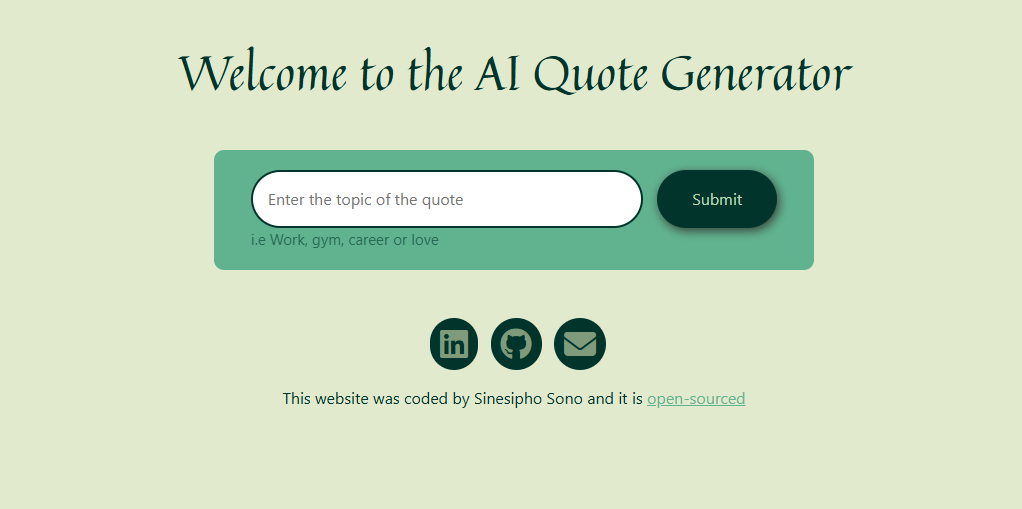 Welcome to the AI Quote Generator
Enter the topic of the quote
Submit
i.e Work, gym, career or love
in
This website was coded by Sinesipho Sono and it is open-sourced